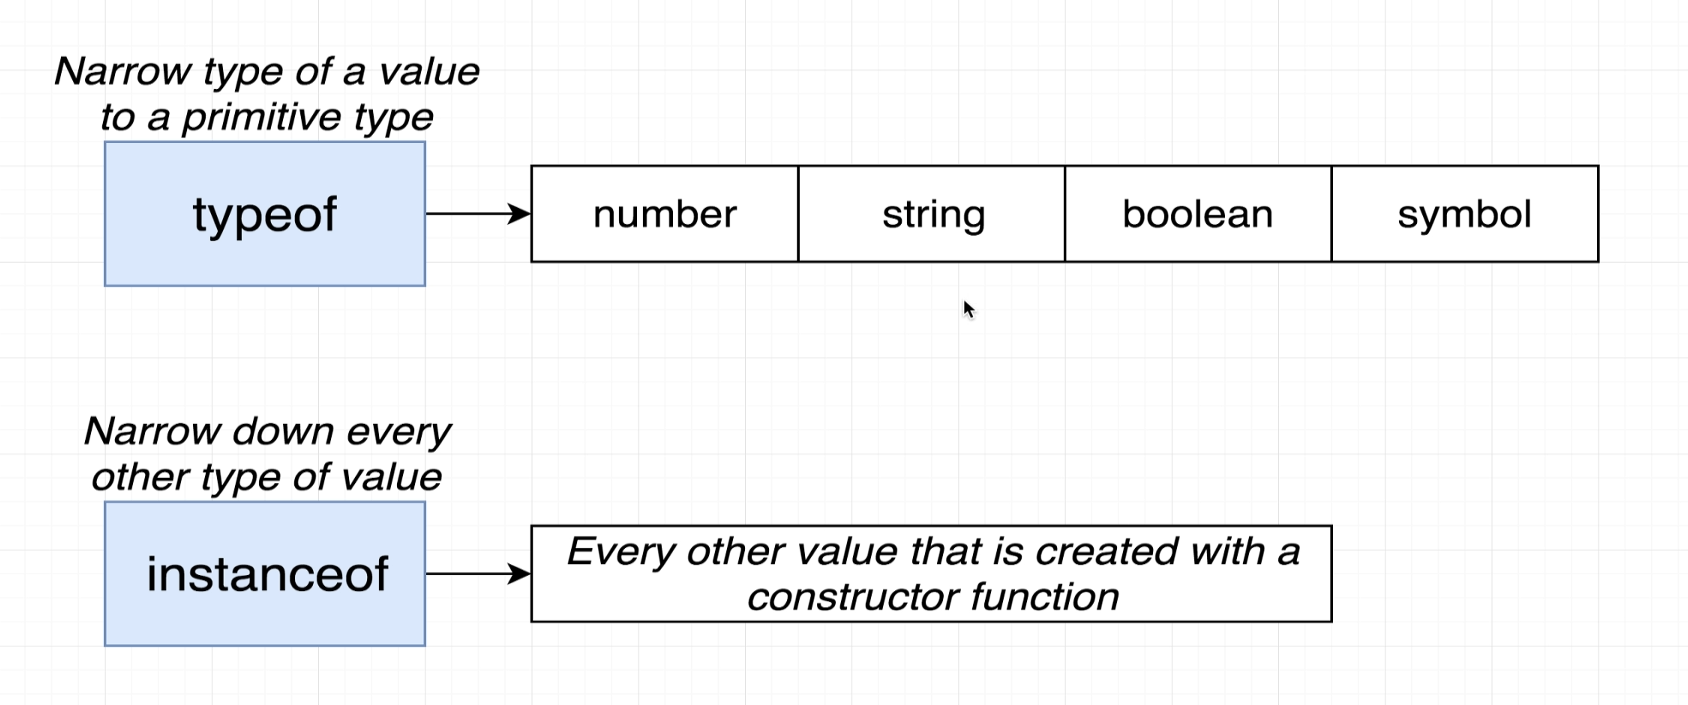 Narrow type of a value
to a primitive type
typeof
number
string
boolean
symbol
Narrow down every
other type of value
instanceof
Every other value that is created with a
constructor function